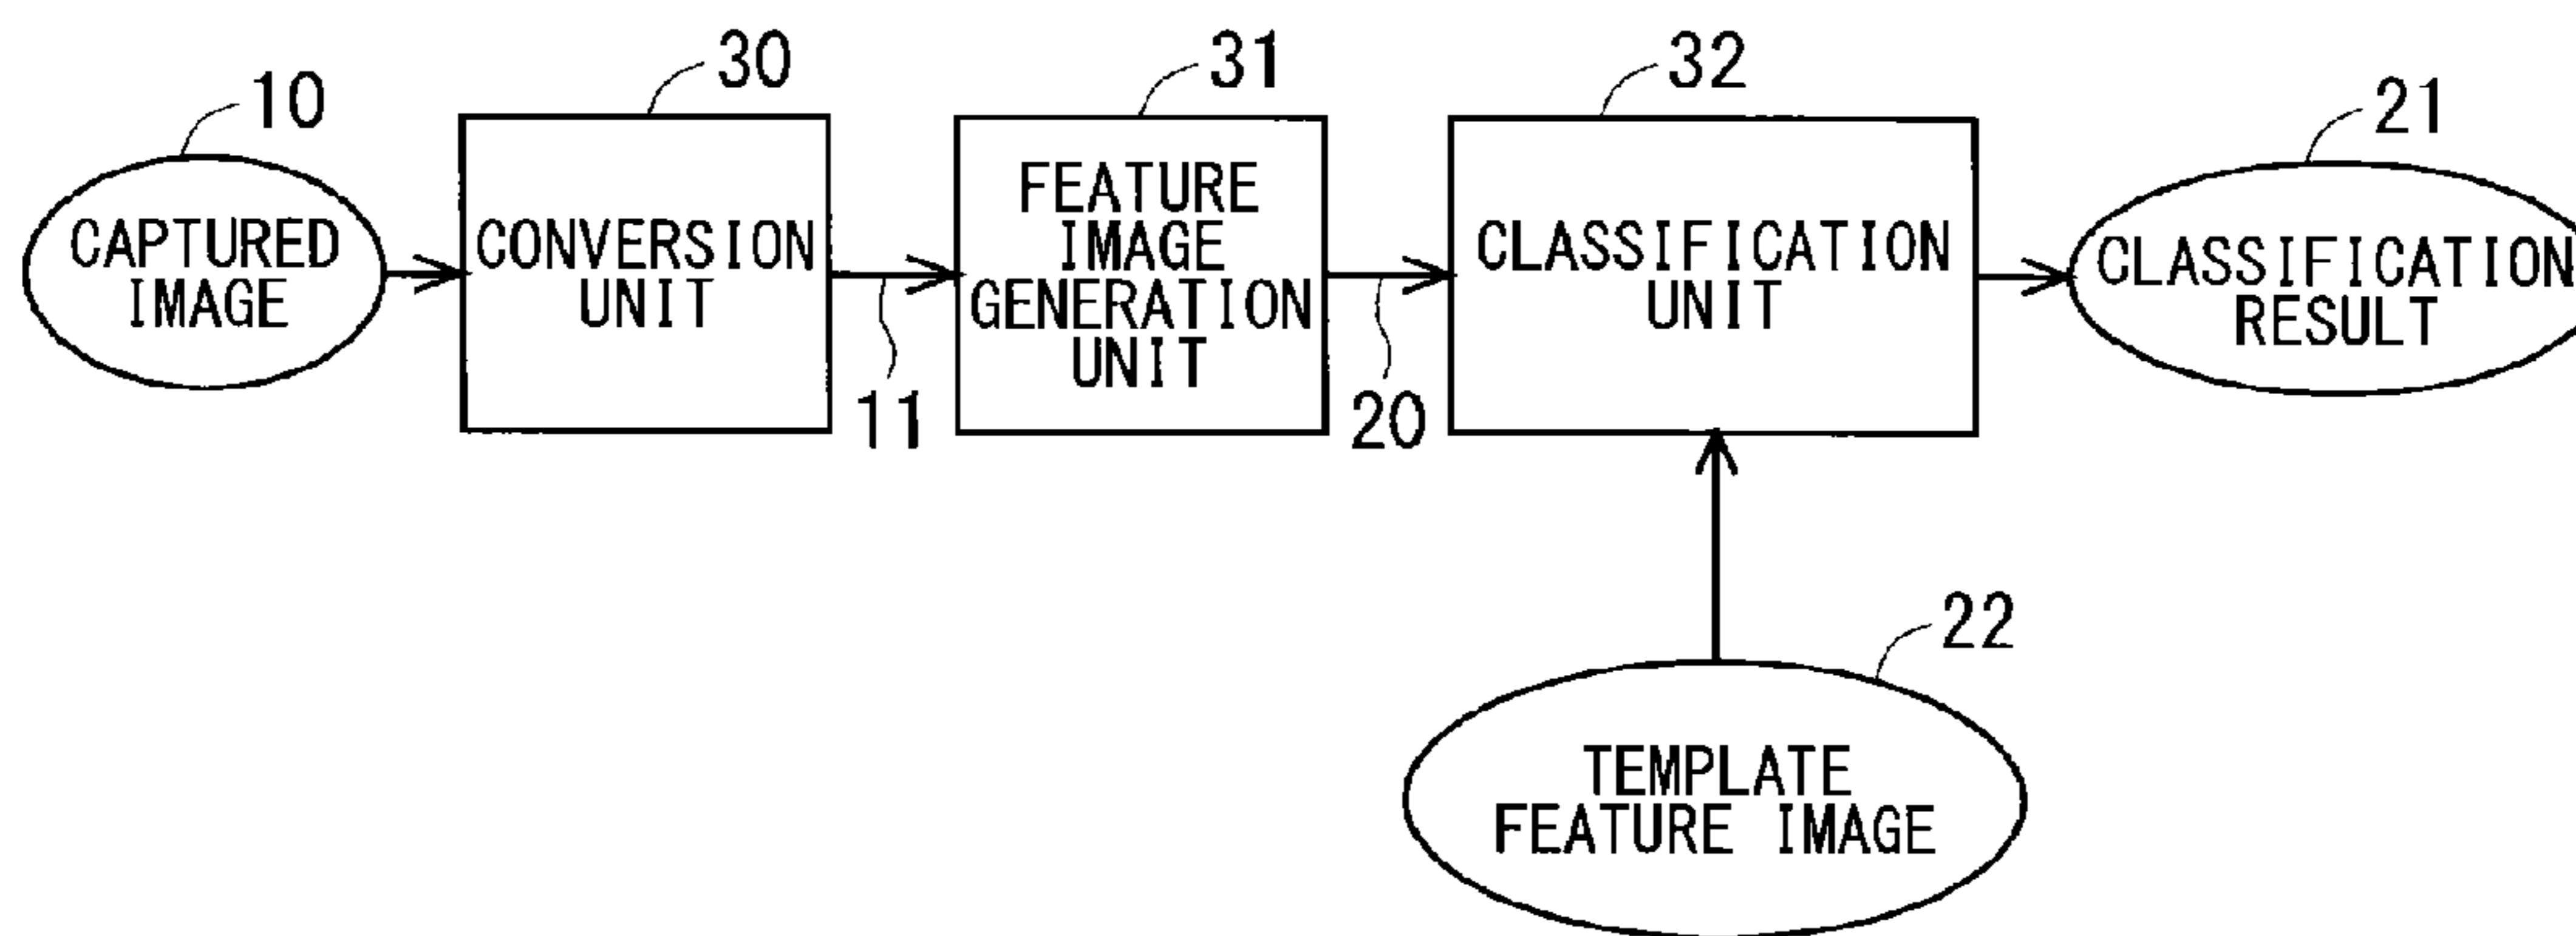 10
30
31
32
21
CAPTURED
IMAGE
CONVERSION
UNIT
FEATURE
IMAGE
GENERATION
UNIT
CLASSIFICATION
UNIT
CLASSIFICATION
RESULT
11
20
22
TEMPLATE
FEATURE IMAGE